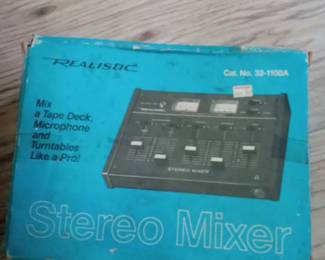 REALISTIC
Cat. No. 32-1100A
Mix
a Tape Deck,
Microphone
and
Turntables
Like a Pro!
STEREO MIXER
Stereo Mixer